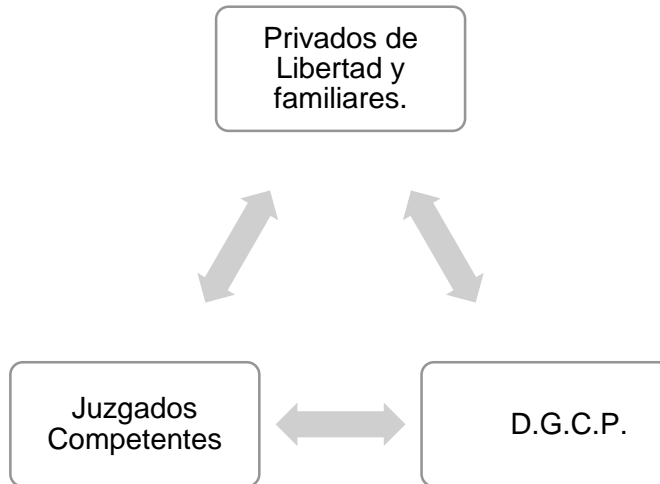 Privados de
Libertad y
familiares.
Juzgados
Competentes
D.G.C.P.